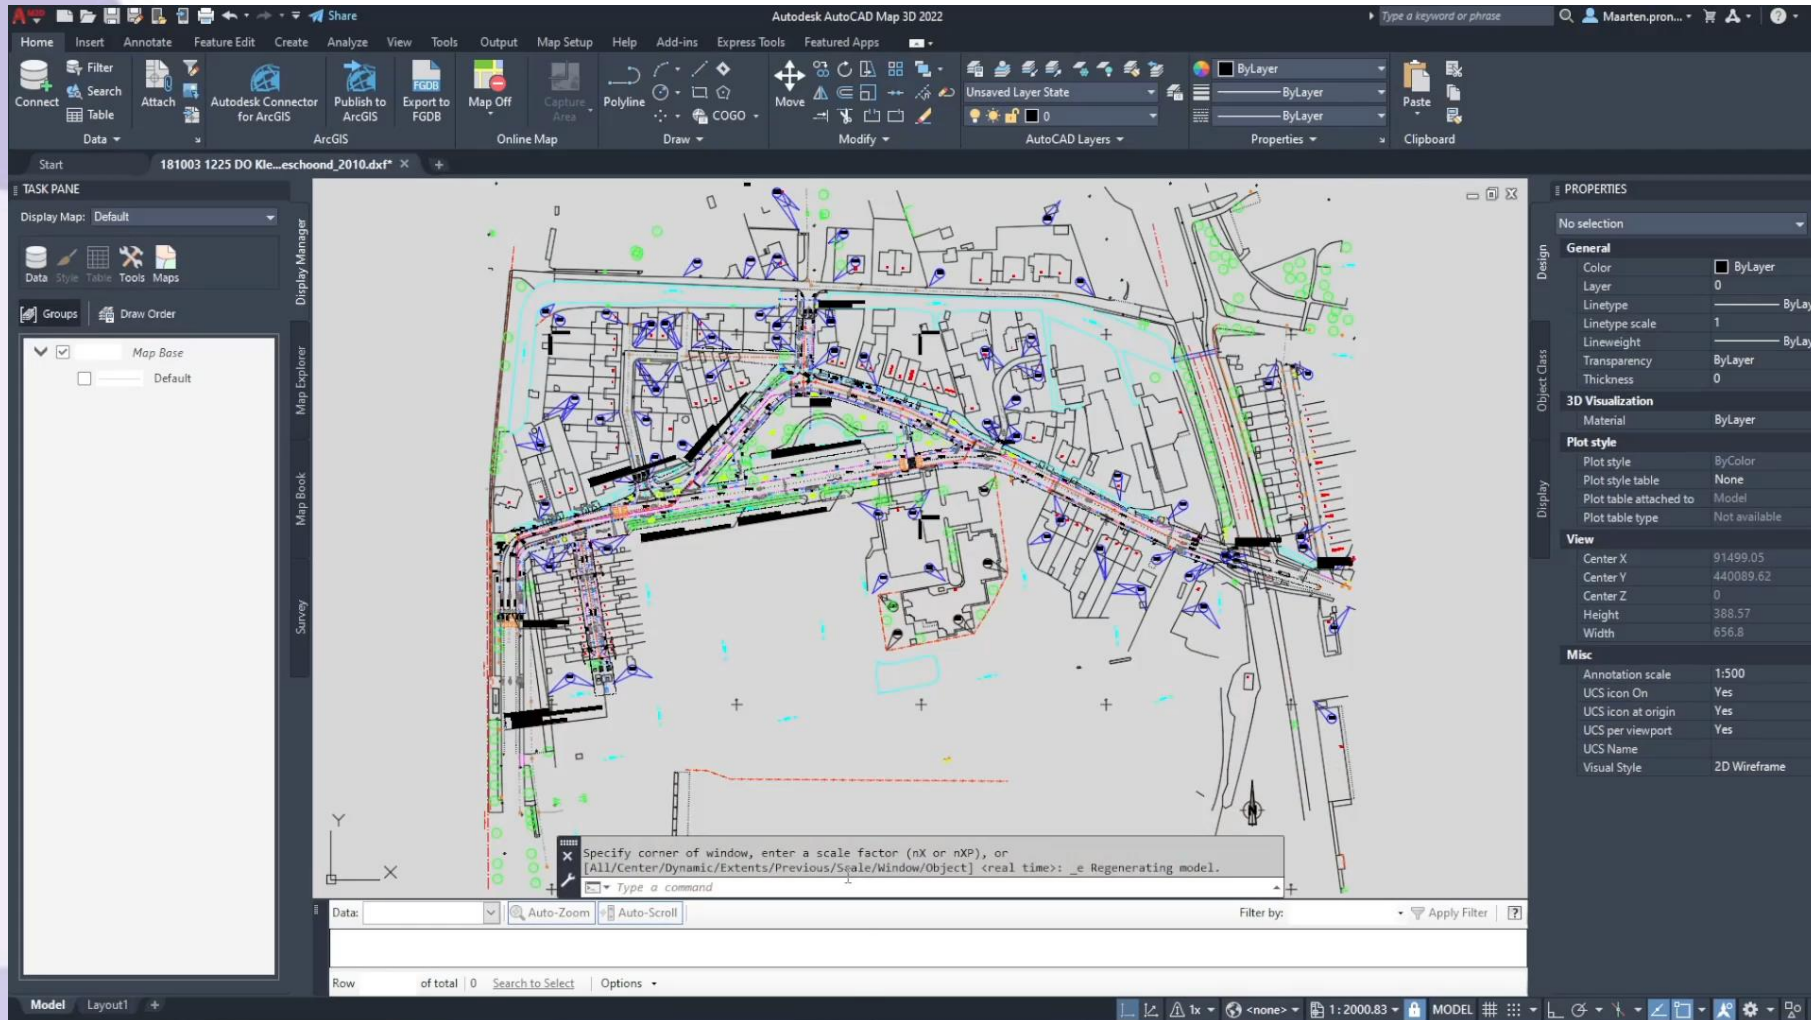 Share
Autodesk AutoCAD Map 3D 2022
Type a keyword or phrase
Maarten.pron...
Home Insert Annotate Feature Edit Create Analyze View Tools Output Map Setup Help Add-ins Express Tools Featured Apps
Connect
Filter
Search
Table
Attach
Autodesk Connector
for ArcGIS
Publish to
ArcGIS
FGDB
Export to
FGDB
Map Off
Capture
Area
Polyline
COGO
Move
Unsaved Layer State
0
ByLayer
ByLayer
ByLayer
Paste
Data
ArcGIS
Online Map
Draw
Modify
AutoCAD Layers
Properties
Clipboard
Start
181003 1225 DO Kle...eschoond_2010.dxf*
TASK PANE
Display Map: Default
Data Style Table Tools Maps
Groups Draw Order
Map Base
Default
Display Manager
Map Explorer
Map Book
Survey
N
Y
X
Specify corner of window, enter a scale factor (nX or nXP), or
[All/Center/Dynamic/Extents/Previous/Scale/Window/Object] <real time>: _e Regenerating model.
Type a command
Data: Auto-Zoom Auto-Scroll
Filter by: Apply Filter ?
Row of total 0 Search to Select Options
Design
Object Class
Display
PROPERTIES
No selection
General
Color ByLayer
Layer 0
Linetype ByLay
Linetype scale 1
Lineweight ByLay
Transparency ByLayer
Thickness 0
3D Visualization
Material ByLayer
Plot style
Plot style ByColor
Plot style table None
Plot table attached to Model
Plot table type Not available
View
Center X 91499.05
Center Y 440089.62
Center Z 0
Height 388.57
Width 656.8
Misc
Annotation scale 1:500
UCS icon On Yes
UCS icon at origin Yes
UCS per viewport Yes
UCS Name
Visual Style 2D Wireframe
Model Layout1
1x <none> 1:2000.83 MODEL